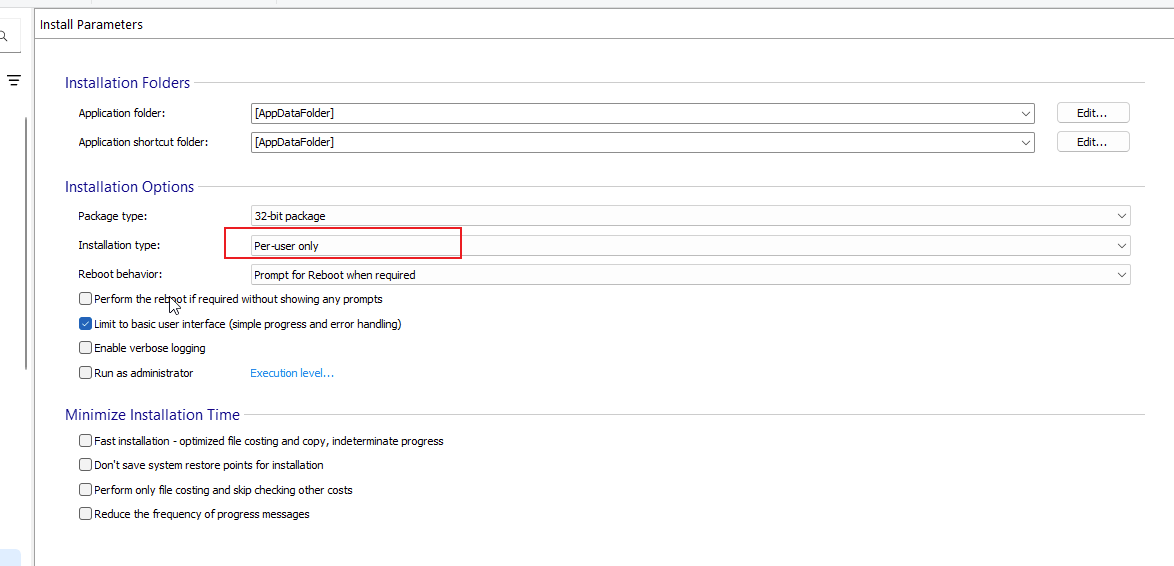 Install Parameters
Installation Folders
Application folder: [AppDataFolder] Edit...
Application shortcut folder: [AppDataFolder] Edit...
Installation Options
Package type: 32-bit package
Installation type: Per-user only
Reboot behavior: Prompt for Reboot when required
Perform the reboot if required without showing any prompts
Limit to basic user interface (simple progress and error handling)
Enable verbose logging
Run as administrator Execution level...
Minimize Installation Time
Fast installation - optimized file costing and copy, indeterminate progress
Don't save system restore points for installation
Perform only file costing and skip checking other costs
Reduce the frequency of progress messages